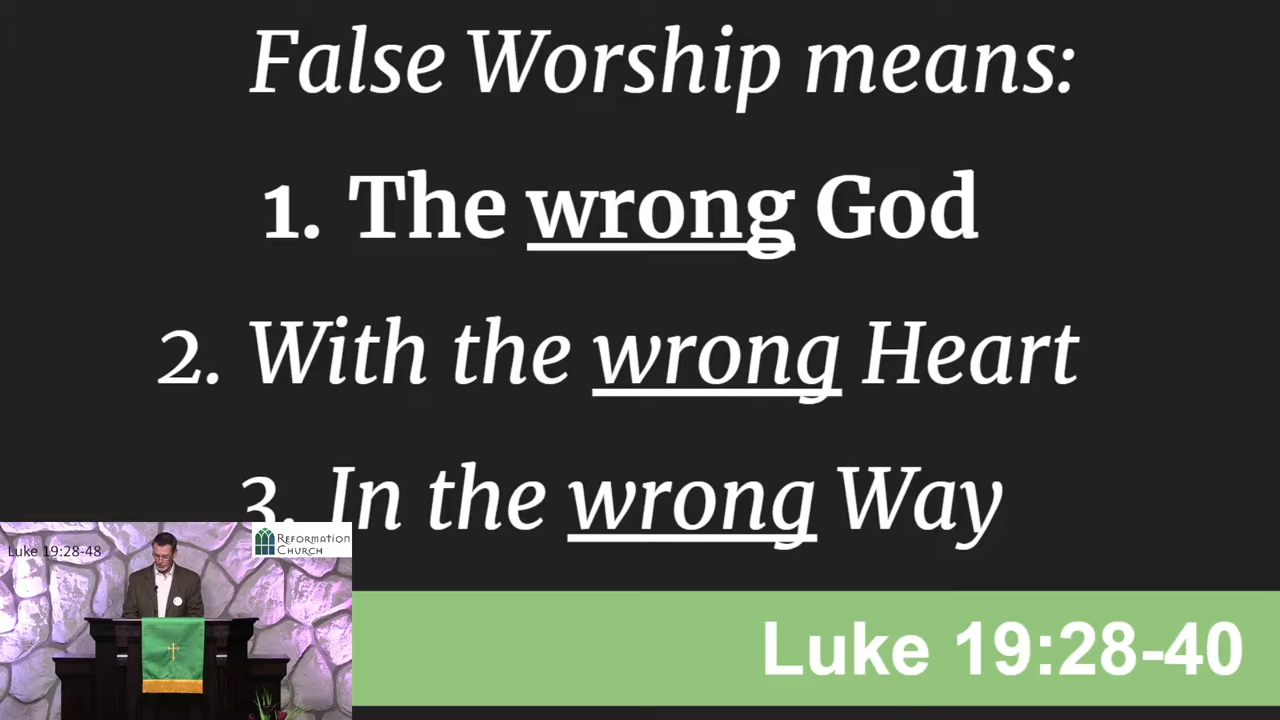 False Worship means:
1. The wrong God
2. With the wrong Heart
3. In the wrong Way
Luke 19:28-48
REFORMATION
CHURCH
Luke 19:28-40